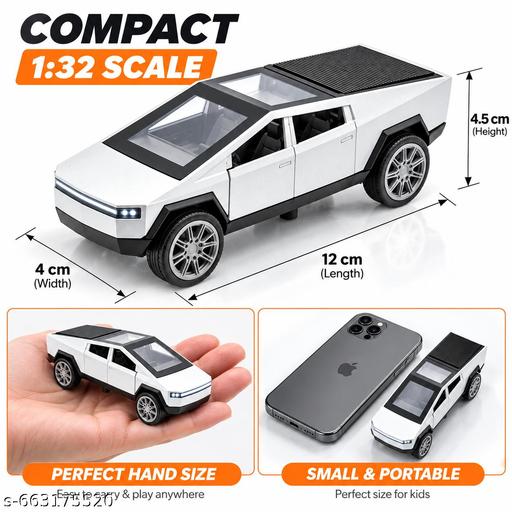 COMPACT
1:32 SCALE
4.5 cm
(Height)
12 cm
(Length)
4 cm
(Width)
PERFECT HAND SIZE
Easy to carry & play anywhere
SMALL & PORTABLE
Perfect size for kids
s-663175520